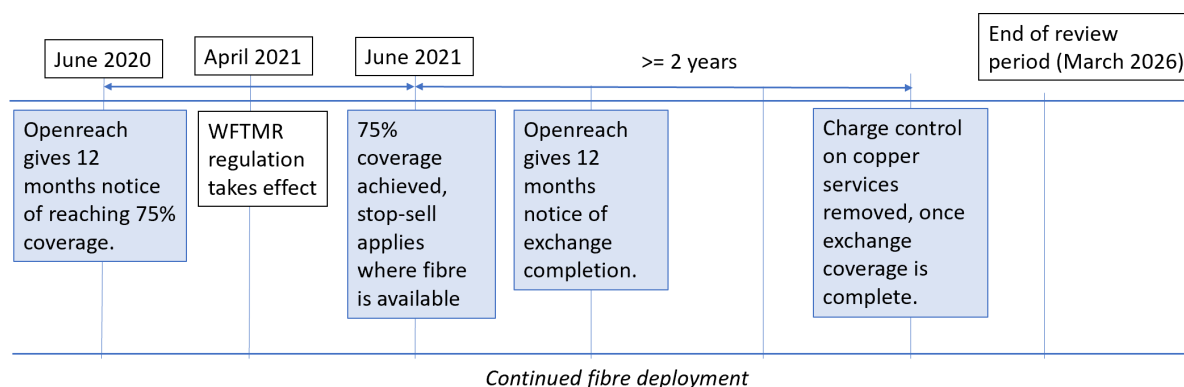 June 2020
April 2021
June 2021
>= 2 years
End of review
period (March 2026)
Openreach
gives 12
months notice
of reaching 75%
coverage.
WFTMR
regulation
takes effect
75%
coverage
achieved,
stop-sell
applies
where fibre
is available
Openreach
gives 12
months
notice of
exchange
completion.
Charge control
on copper
services
removed, once
exchange
coverage is
complete.
Continued fibre deployment